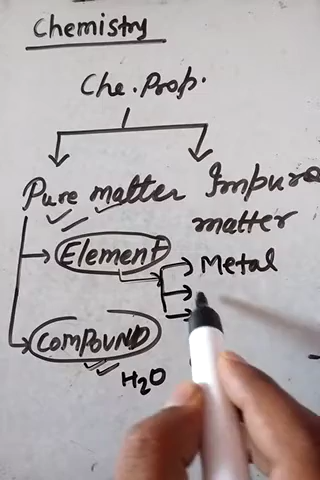 Chemistry
Che. Prop.
Pure matter
Impure
matter
Element
Metal
COMPOUND
H2O